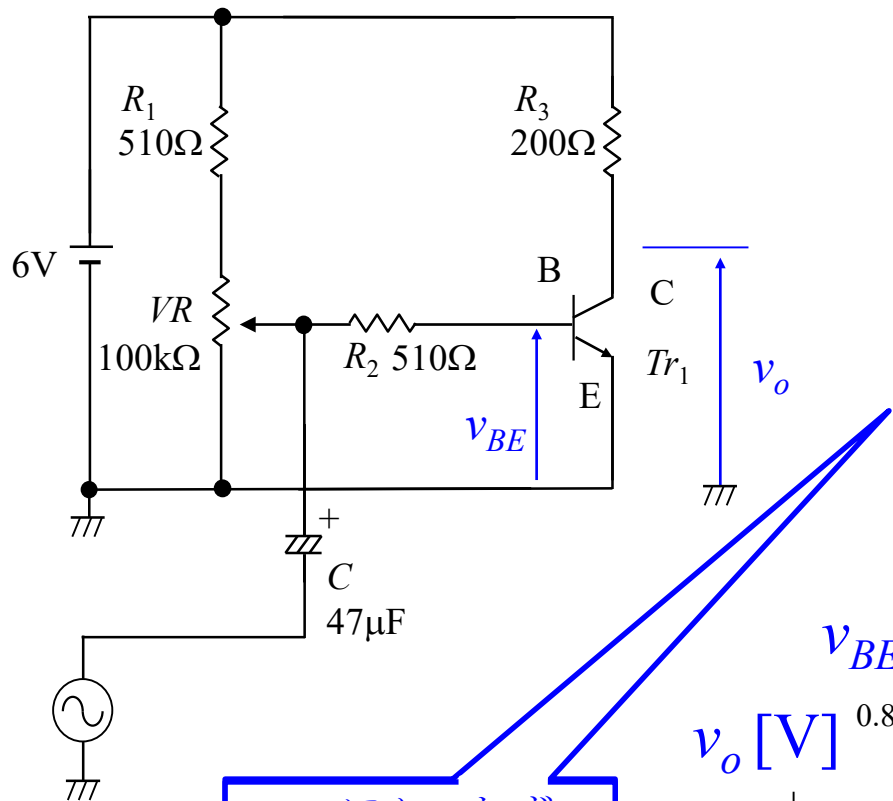 R1
510Ω
R3
200Ω
6V
VR
100kΩ
R2 510Ω
B
C
E
Tr1
vBE
vo
+
C
47μF
vBE
0.8
vo [V]